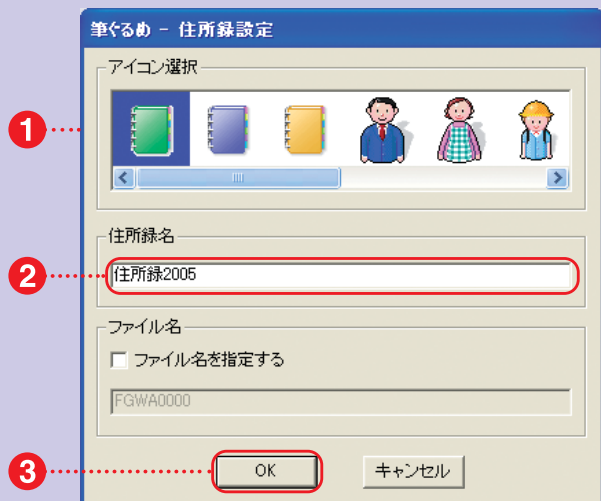 筆ぐるめ - 住所録設定
アイコン選択
1
住所録名
2
住所録2005
ファイル名
ファイル名を指定する
FGWA0000
3
OK
キャンセル